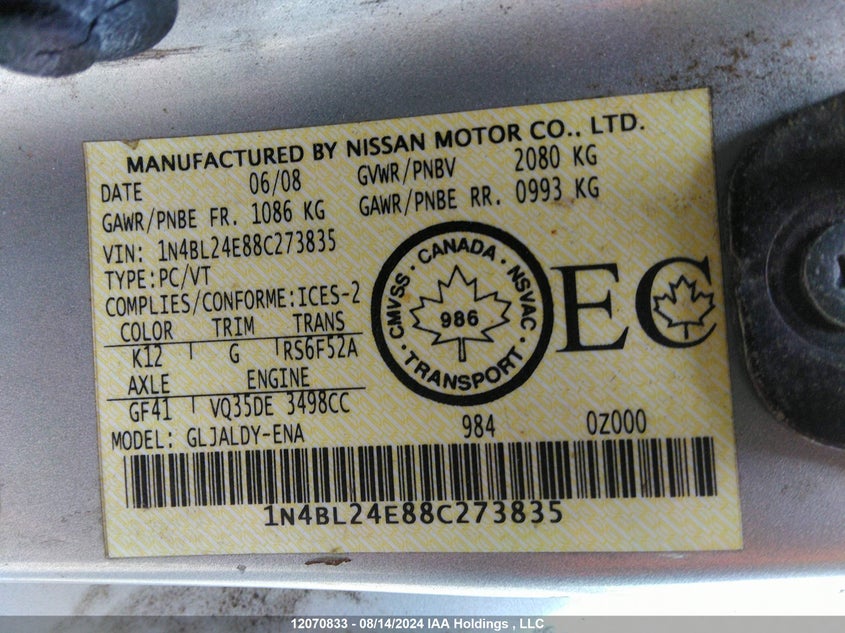 MANUFACTURED BY NISSAN MOTOR CO., LTD.
DATE 06/08 GVWR/PNBV 2080 KG
GAWR/PNBE FR. 1086 KG GAWR/PNBE RR. 0993 KG
VIN: 1N4BL24E88C273835
TYPE:PC/VT
COMPLIES/CONFORME:ICES-2
COLOR TRIM TRANS
K12 G RS6F52A
AXLE ENGINE
GF41 VQ35DE 3498CC
MODEL: GLJALDY-ENA 984 0Z000
CMVSS · CANADA · NSVAC · TRANSPORT ·
986
EC
1N4BL24E88C273835
12070833 - 08/14/2024 IAA Holdings , LLC